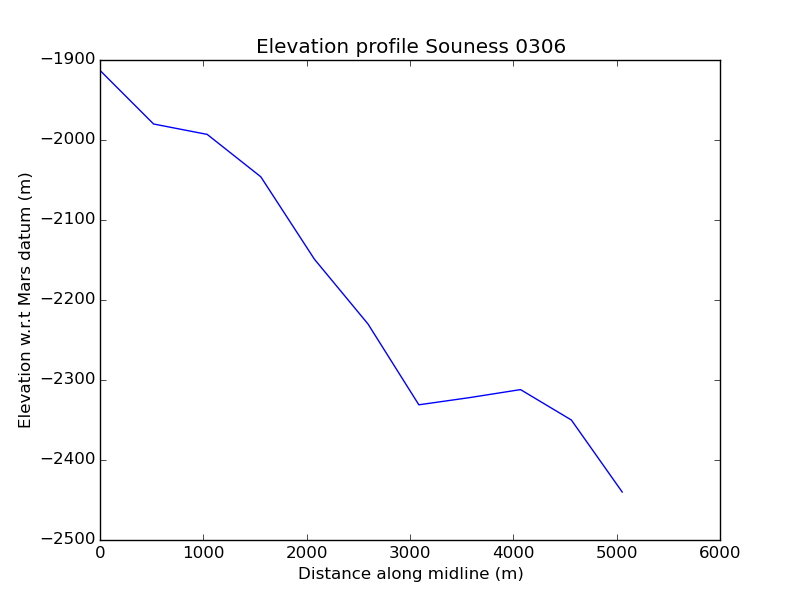 Elevation profile Souness 0306
−1900
−2000
−2100
−2200
−2300
−2400
−2500
Elevation w.r.t Mars datum (m)
0 1000 2000 3000 4000 5000 6000
Distance along midline (m)